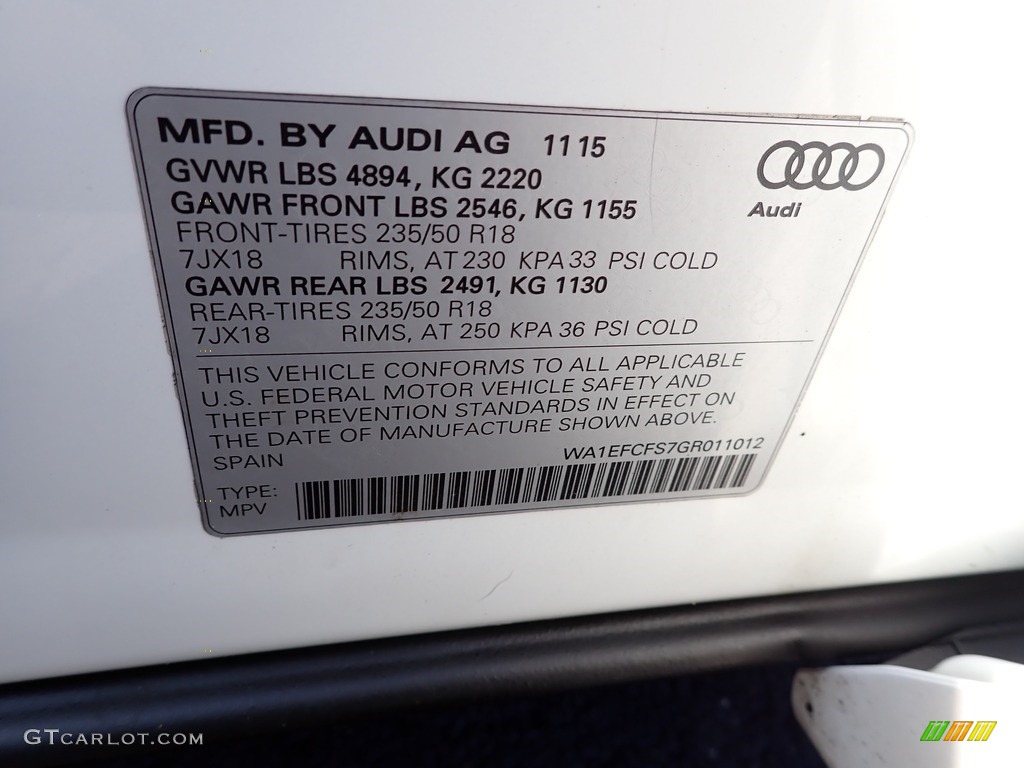 MFD. BY AUDI AG 11 15
GVWR LBS 4894, KG 2220
GAWR FRONT LBS 2546, KG 1155
Audi
FRONT-TIRES 235/50 R18
7JX18 RIMS, AT 230 KPA 33 PSI COLD
GAWR REAR LBS 2491, KG 1130
REAR-TIRES 235/50 R18
7JX18 RIMS, AT 250 KPA 36 PSI COLD
THIS VEHICLE CONFORMS TO ALL APPLICABLE
U.S. FEDERAL MOTOR VEHICLE SAFETY AND
THEFT PREVENTION STANDARDS IN EFFECT ON
THE DATE OF MANUFACTURE SHOWN ABOVE.
SPAIN WA1EFCFS7GR011012
TYPE:
MPV
GTCARLOT.COM